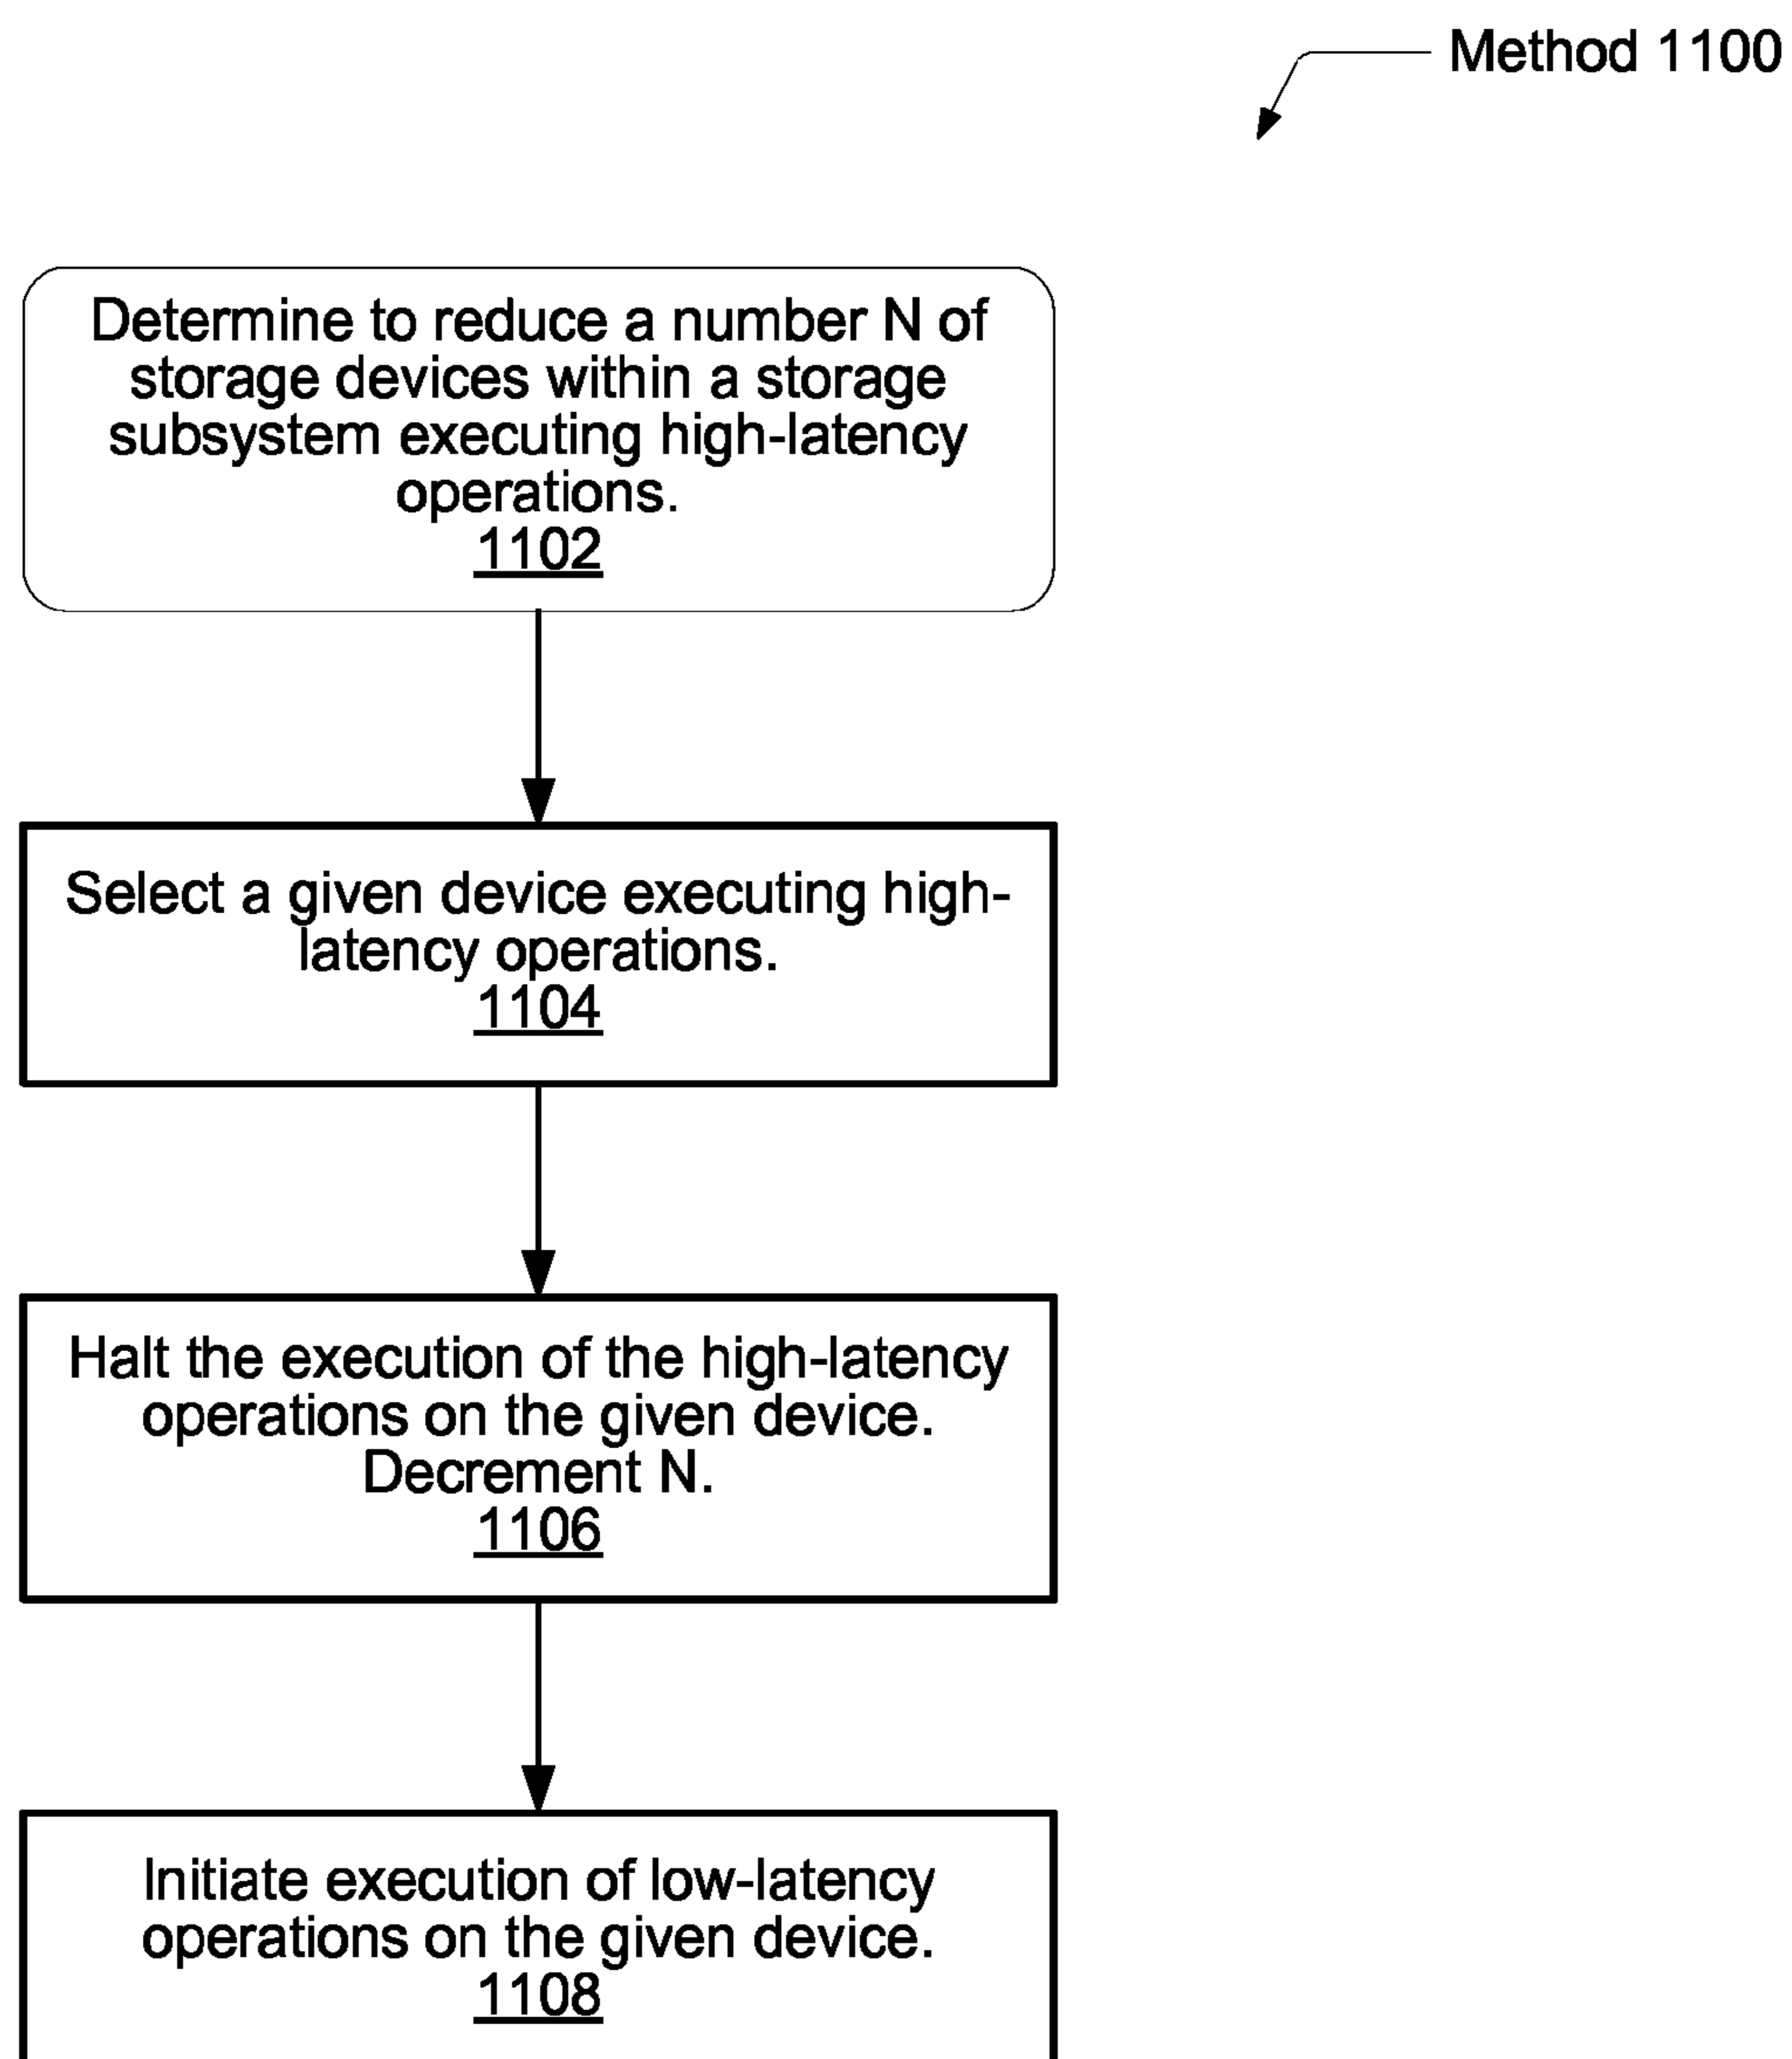 Method 1100
Determine to reduce a number N of
storage devices within a storage
subsystem executing high-latency
operations.
1102
Select a given device executing high-
latency operations.
1104
Halt the execution of the high-latency
operations on the given device.
Decrement N.
1106
Initiate execution of low-latency
operations on the given device.
1108